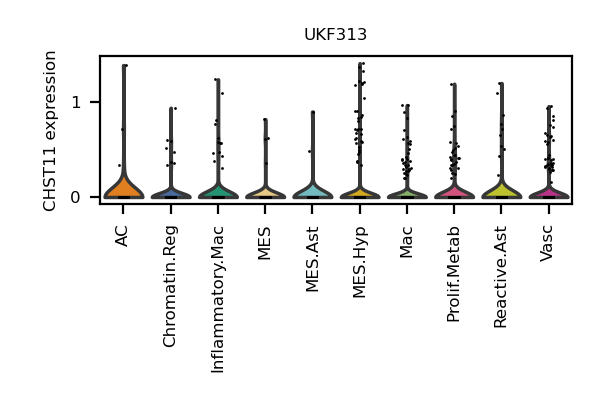 UKF313
CHST11 expression
1
0
AC
Chromatin.Reg
Inflammatory.Mac
MES
MES.Ast
MES.Hyp
Mac
Prolif.Metab
Reactive.Ast
Vasc